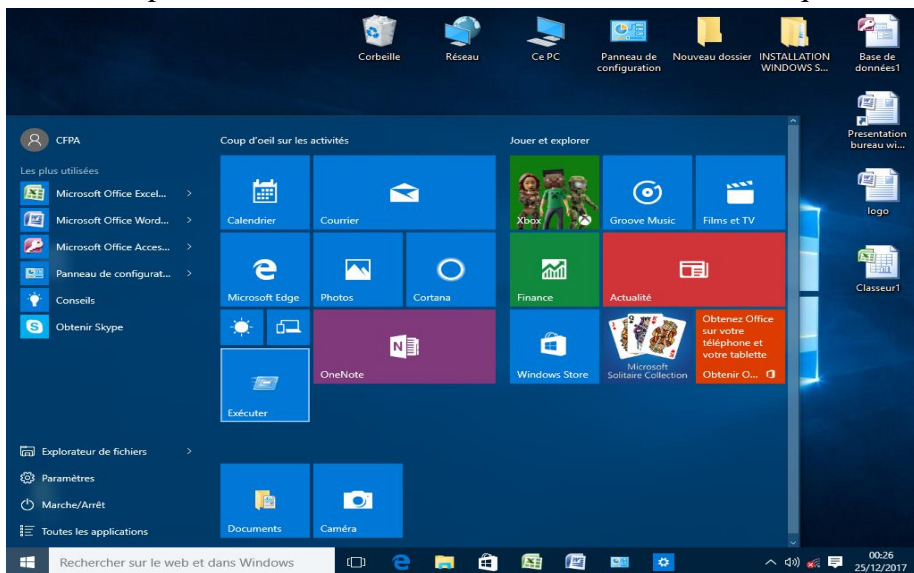 Corbeille
Réseau
Ce PC
Panneau de
configuration
Nouveau dossier
INSTALLATION
WINDOWS S...
Base de
données1
Presentation
bureau wi...
logo
Classeur1
CFPA
Les plus utilisées
Microsoft Office Excel...
Microsoft Office Word...
Microsoft Office Acces...
Panneau de configurat...
Conseils
Obtenir Skype
Explorateur de fichiers
Paramètres
Marche/Arrêt
Toutes les applications
Coup d'oeil sur les activités
Calendrier
Courrier
Microsoft Edge
Photos
Cortana
OneNote
Exécuter
Documents
Caméra
Jouer et explorer
Xbox
Groove Music
Films et TV
Finance
Actualité
Windows Store
Microsoft
Solitaire Collection
Obtenez Office
sur votre
téléphone et
votre tablette
Obtenir O...
Rechercher sur le web et dans Windows
00:26
25/12/2017